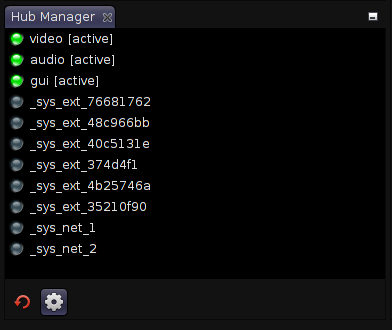 Hub Manager
video [active]
audio [active]
gui [active]
_sys_ext_76681762
_sys_ext_48c966bb
_sys_ext_40c5131e
_sys_ext_374d4f1
_sys_ext_4b25746a
_sys_ext_35210f90
_sys_net_1
_sys_net_2